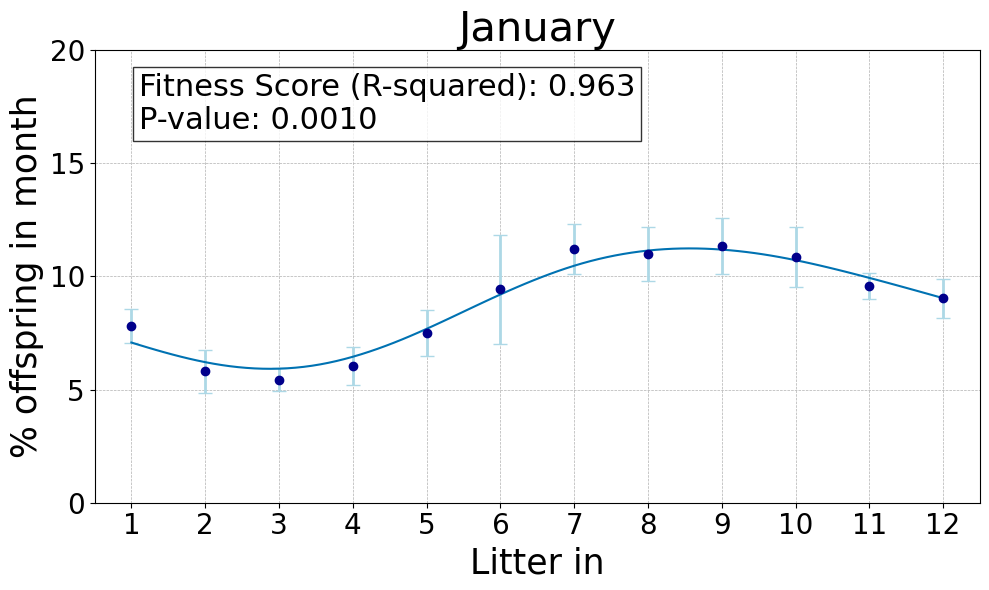 January
Fitness Score (R-squared): 0.963
P-value: 0.0010
% offspring in month
20
15
10
5
0
1 2 3 4 5 6 7 8 9 10 11 12
Litter in